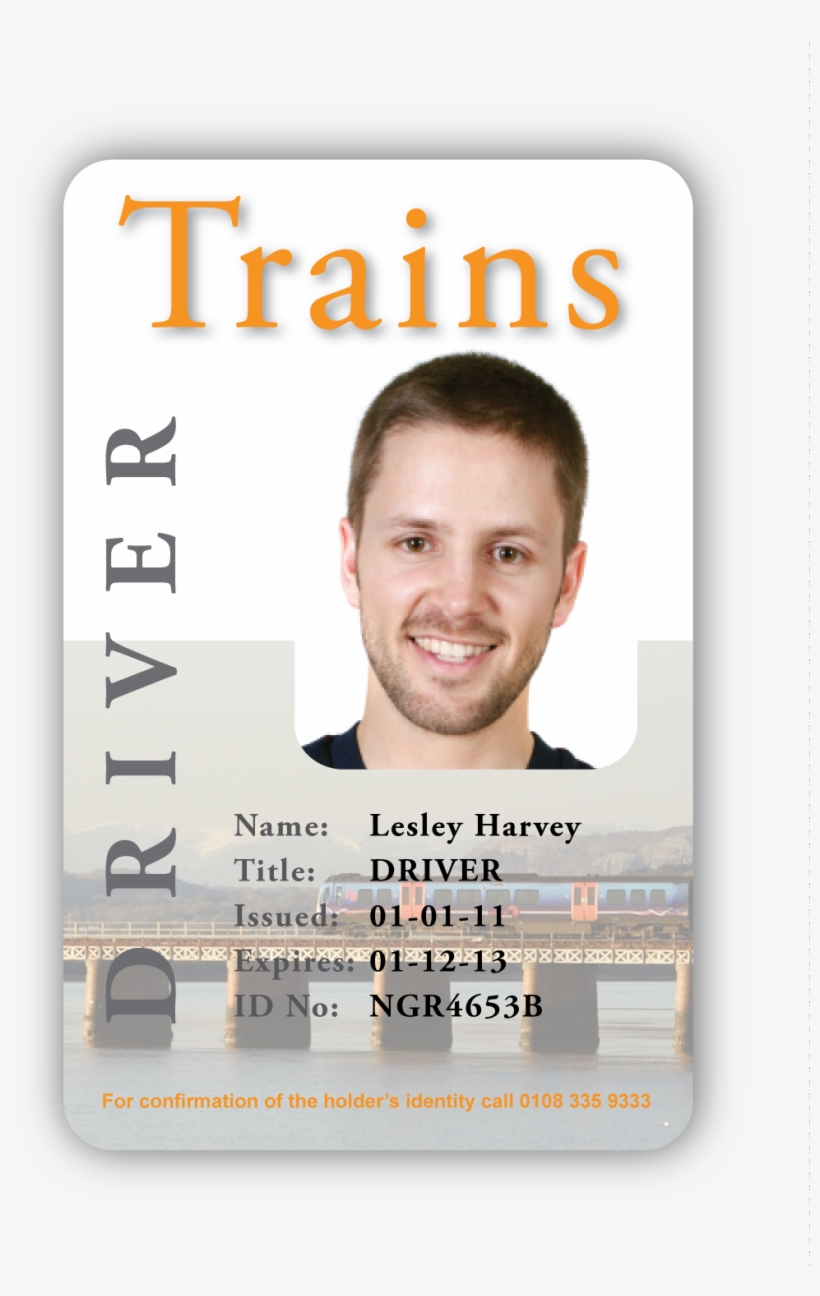 Trains
DRIVER
Name: Lesley Harvey
Title: DRIVER
Issued: 01-01-11
Expires: 01-12-13
ID No: NGR4653B
For confirmation of the holder's identity call 0108 335 9333